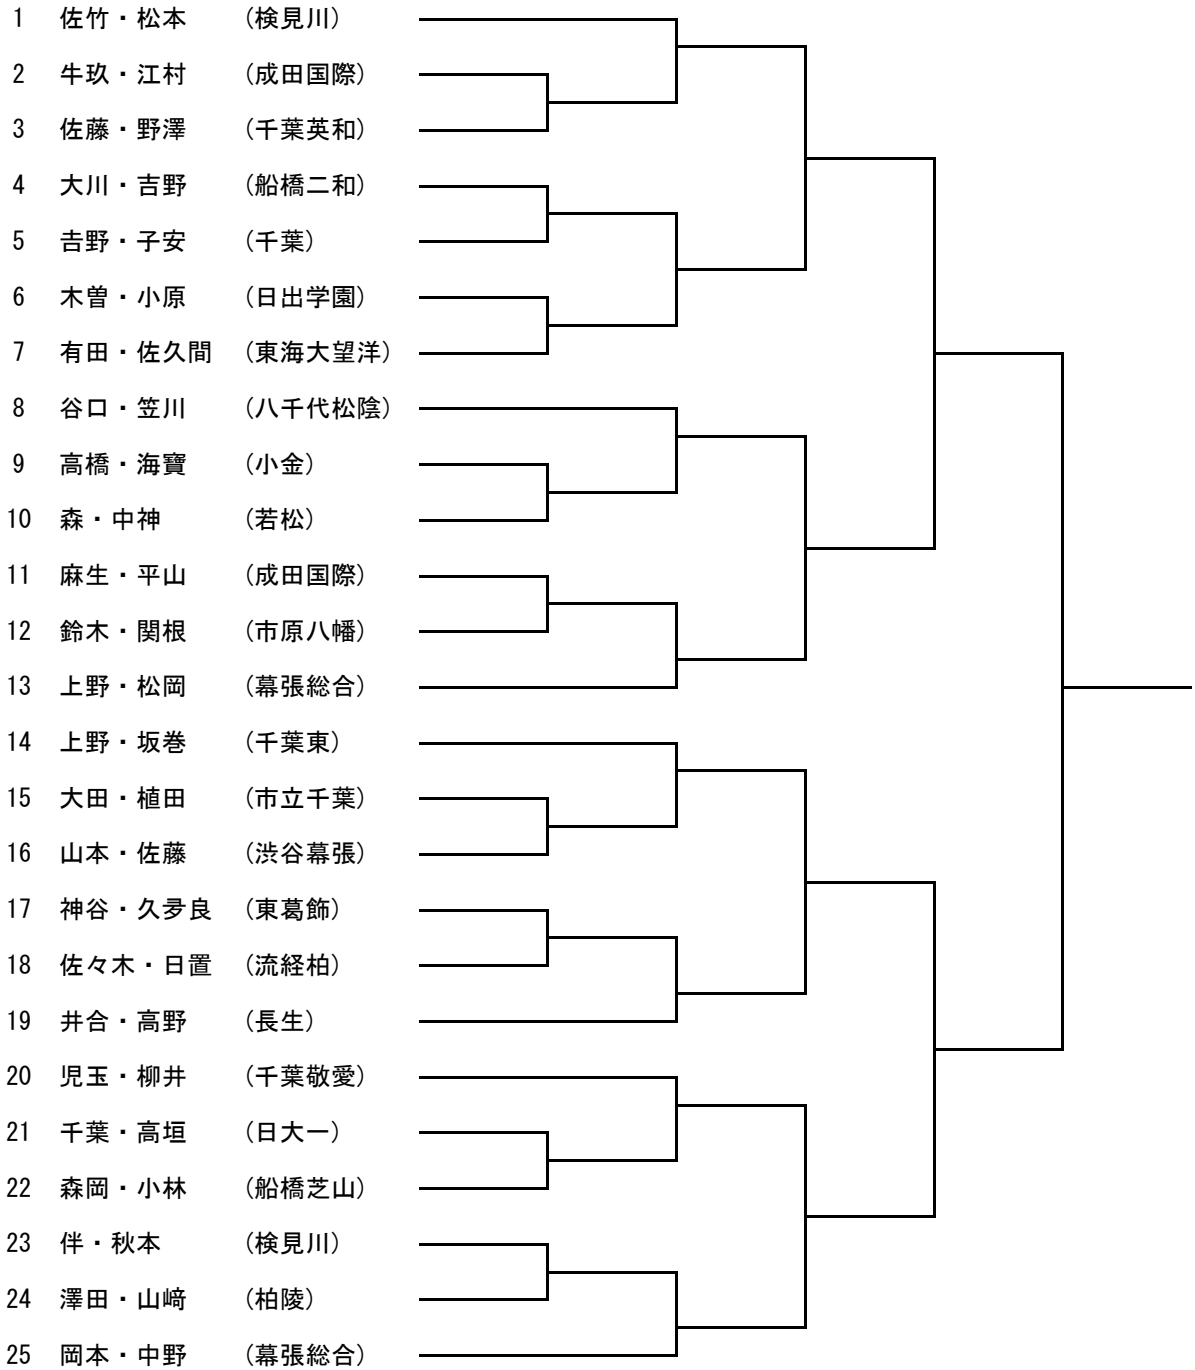 1 佐竹・松本 (検見川)
2 牛玖・江村 (成田国際)
3 佐藤・野澤 (千葉英和)
4 大川・吉野 (船橋二和)
5 𠮷野・子安 (千葉)
6 木曽・小原 (日出学園)
7 有田・佐久間 (東海大望洋)
8 谷口・笠川 (八千代松陰)
9 高橋・海寶 (小金)
10 森・中神 (若松)
11 麻生・平山 (成田国際)
12 鈴木・関根 (市原八幡)
13 上野・松岡 (幕張総合)
14 上野・坂巻 (千葉東)
15 大田・植田 (市立千葉)
16 山本・佐藤 (渋谷幕張)
17 神谷・久夛良 (東葛飾)
18 佐々木・日置 (流経柏)
19 井合・高野 (長生)
20 児玉・柳井 (千葉敬愛)
21 千葉・高垣 (日大一)
22 森岡・小林 (船橋芝山)
23 伴・秋本 (検見川)
24 澤田・山﨑 (柏陵)
25 岡本・中野 (幕張総合)